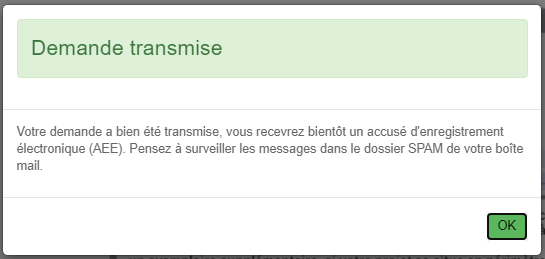 Demande transmise
Votre demande a bien été transmise, vous recevrez bientôt un accusé d'enregistrement
électronique (AEE). Pensez à surveiller les messages dans le dossier SPAM de votre boîte
mail.
OK